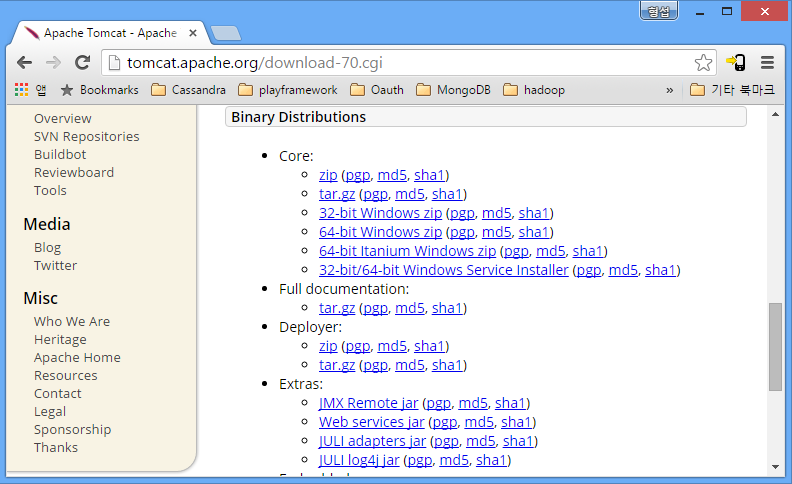 형섭
Apache Tomcat - Apache
tomcat.apache.org/download-70.cgi
앱 Bookmarks Cassandra playframework Oauth MongoDB hadoop » 기타 북마크
Overview
SVN Repositories
Buildbot
Reviewboard
Tools
Media
Blog
Twitter
Misc
Who We Are
Heritage
Apache Home
Resources
Contact
Legal
Sponsorship
Thanks
Binary Distributions
Core:
zip (pgp, md5, sha1)
tar.gz (pgp, md5, sha1)
32-bit Windows zip (pgp, md5, sha1)
64-bit Windows zip (pgp, md5, sha1)
64-bit Itanium Windows zip (pgp, md5, sha1)
32-bit/64-bit Windows Service Installer (pgp, md5, sha1)
Full documentation:
tar.gz (pgp, md5, sha1)
Deployer:
zip (pgp, md5, sha1)
tar.gz (pgp, md5, sha1)
Extras:
JMX Remote jar (pgp, md5, sha1)
Web services jar (pgp, md5, sha1)
JULI adapters jar (pgp, md5, sha1)
JULI log4j jar (pgp, md5, sha1)